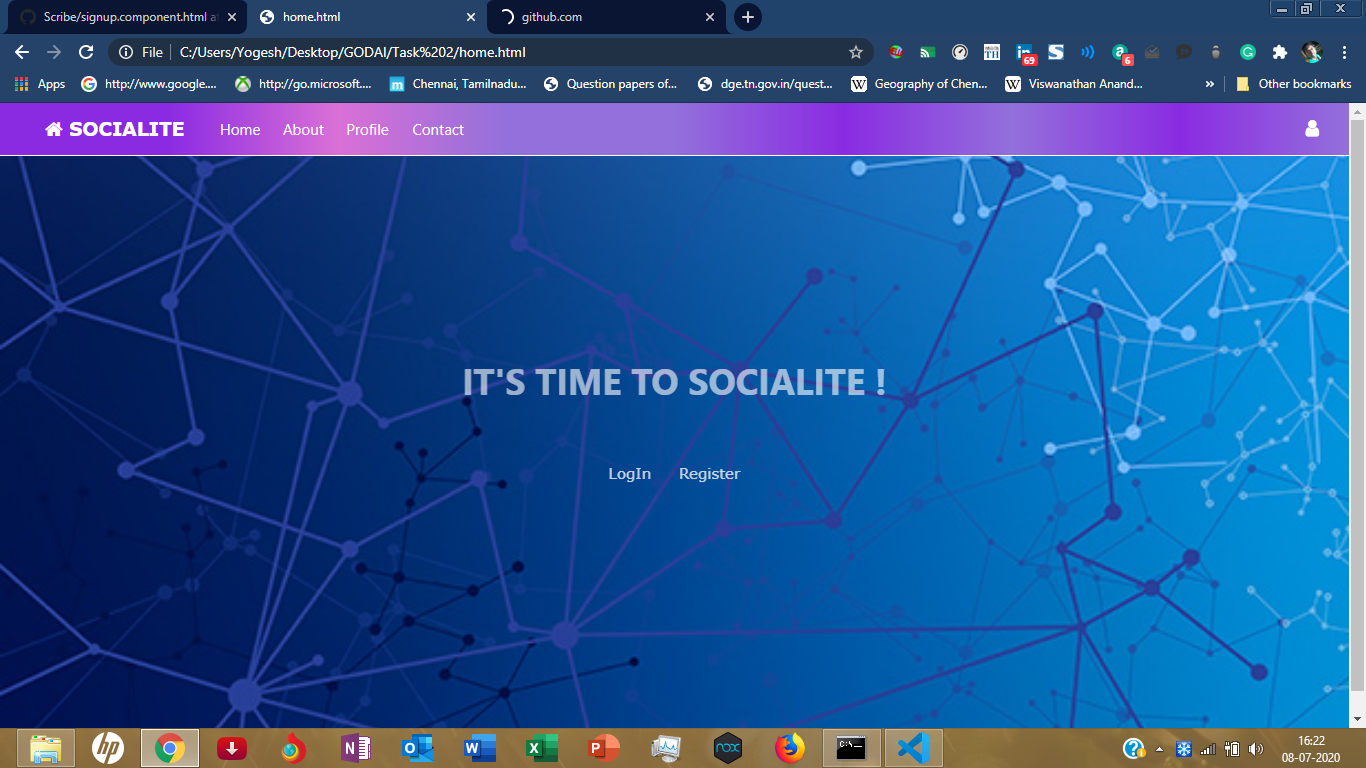 Scribe/signup.component.html at
home.html
github.com
File
C:/Users/Yogesh/Desktop/GODAI/Task%202/home.html
69
6
Apps
http://www.google....
http://go.microsoft....
Chennai, Tamilnadu...
Question papers of...
dge.tn.gov.in/quest...
Geography of Chen...
Viswanathan Anand...
»
Other bookmarks
SOCIALITE
Home
About
Profile
Contact
IT'S TIME TO SOCIALITE !
LogIn
Register
16:22
08-07-2020